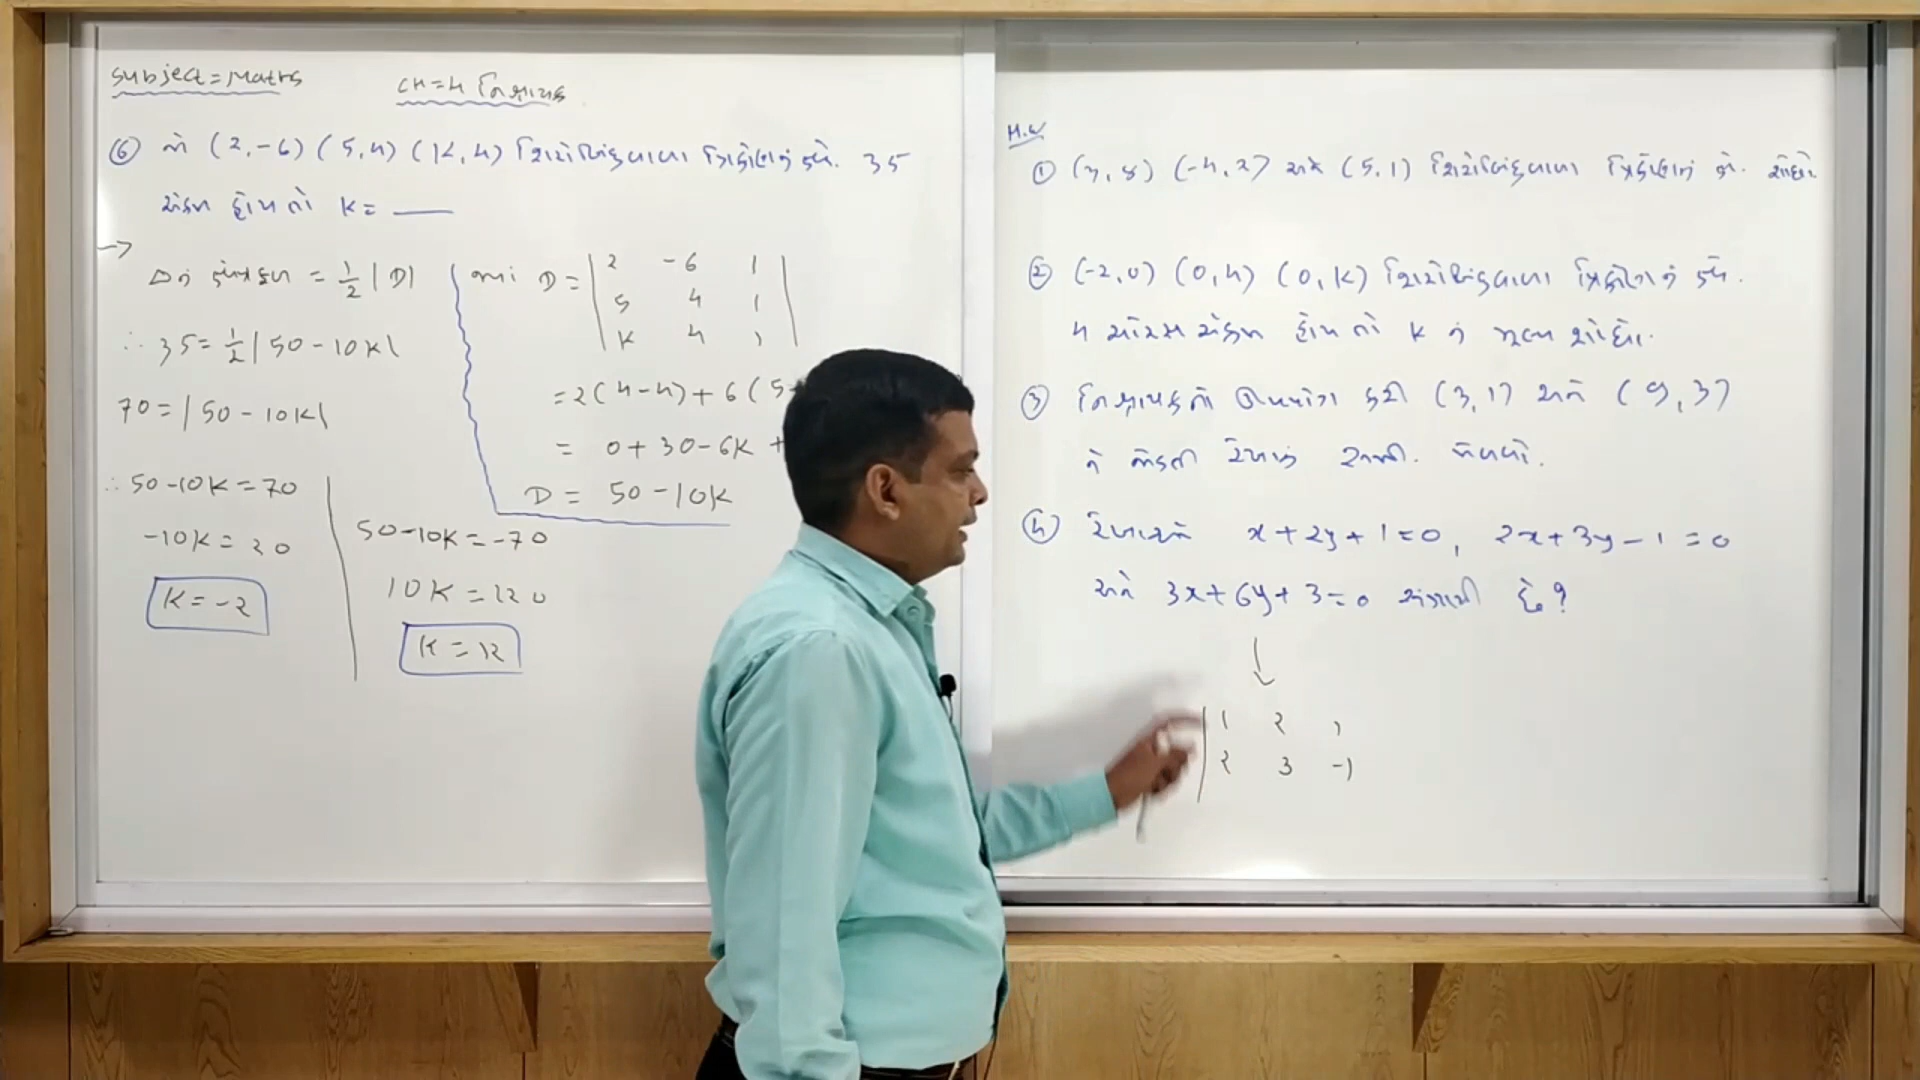 Subject = Maths
CH = 4 નિશ્ચાયક
⑥ જો (2, -6) (5, 4) (K, 4) શિરોબિંદુવાળા ત્રિકોણનું ક્ષે. 35
એકમ હોય તો K = ____
→
Δ નું ક્ષેત્રફળ = 1/2 |D|
∴ 35 = 1/2 | 50 - 10K |
70 = | 50 - 10K |
∴ 50 - 10K = 70
-10K = 20
K = -2
50 - 10K = -70
10K = 120
K = 12
જ્યાં D = | 2 -6 1
5 4 1
K 4 1 |
= 2(4-4) + 6(5-
= 0 + 30 - 6K +
D = 50 - 10K
H.W
① (3, 8) (-4, 2) અને (5, 1) શિરોબિંદુવાળા ત્રિકોણનું ક્ષે. શોધો
② (-2, 0) (0, 4) (0, K) શિરોબિંદુવાળા ત્રિકોણનું ક્ષે.
4 ચોરસ એકમ હોય તો K નું મૂલ્ય શોધો.
③ નિશ્ચાયકનો ઉપયોગ કરી (3, 1) અને (9, 3)
ને જોડતી રેખાનું સમી. મેળવો.
④ રેખાઓ x + 2y + 1 = 0, 2x + 3y - 1 = 0
અને 3x + 6y + 3 = 0 સંગામી છે?
↓
| 1 2 1
2 3 -1